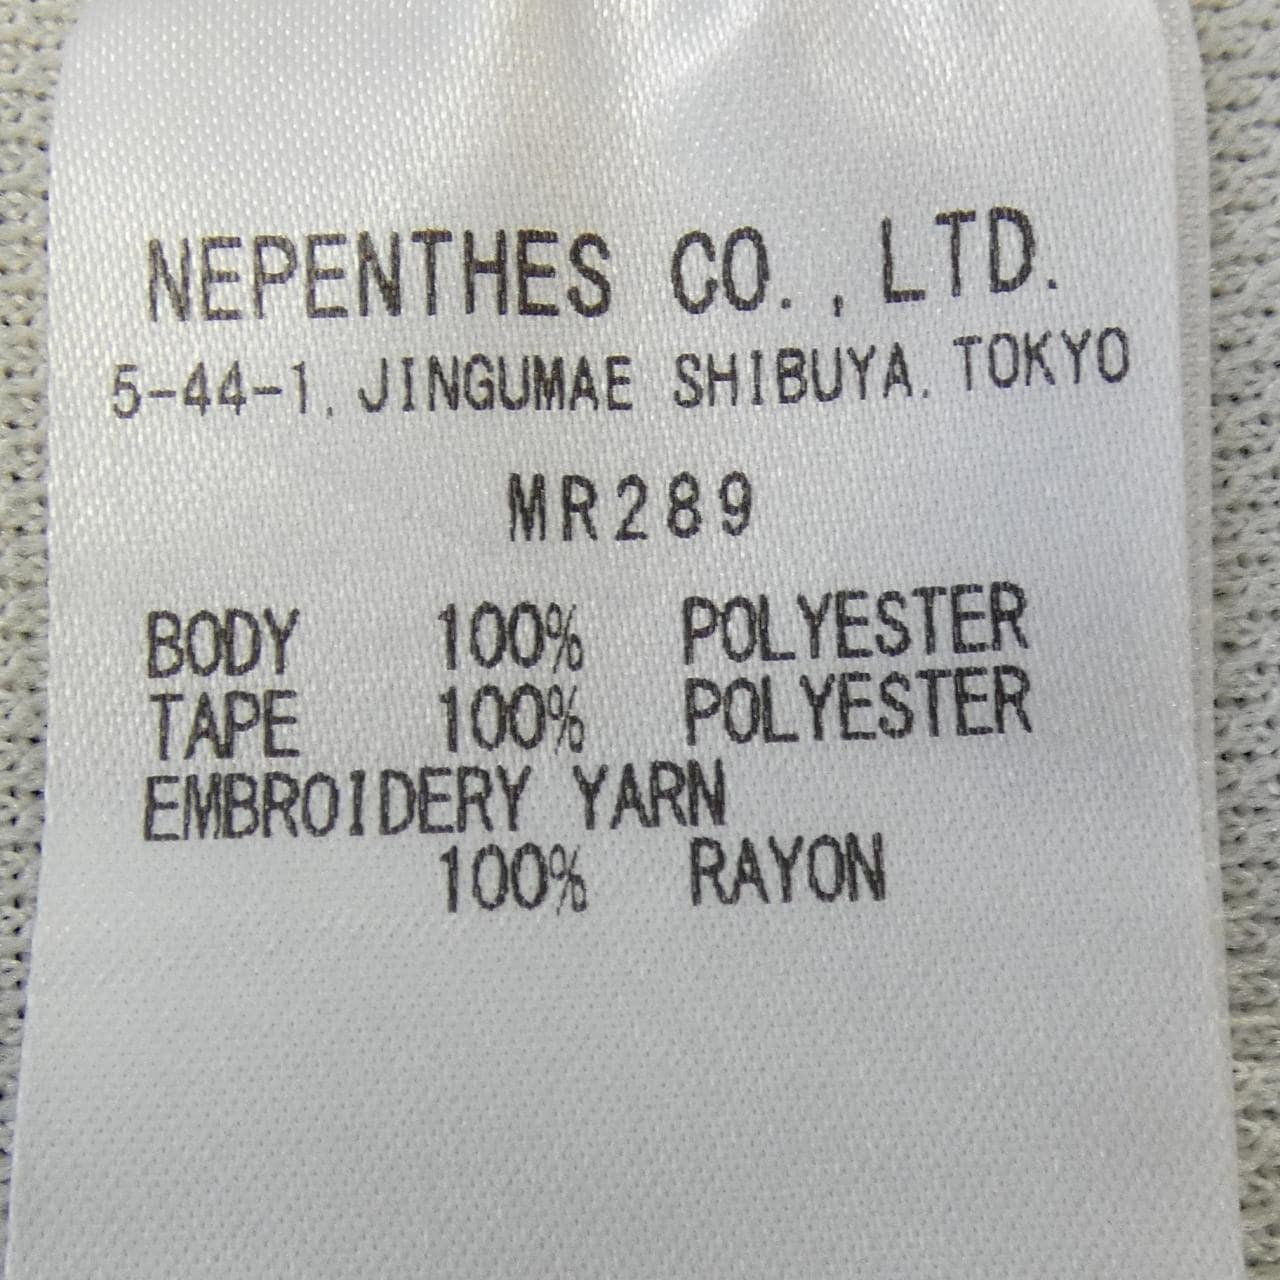 NEPENTHES CO., LTD.
5-44-1, JINGUMAE SHIBUYA, TOKYO
MR289
BODY 100% POLYESTER
TAPE 100% POLYESTER
EMBROIDERY YARN
100% RAYON